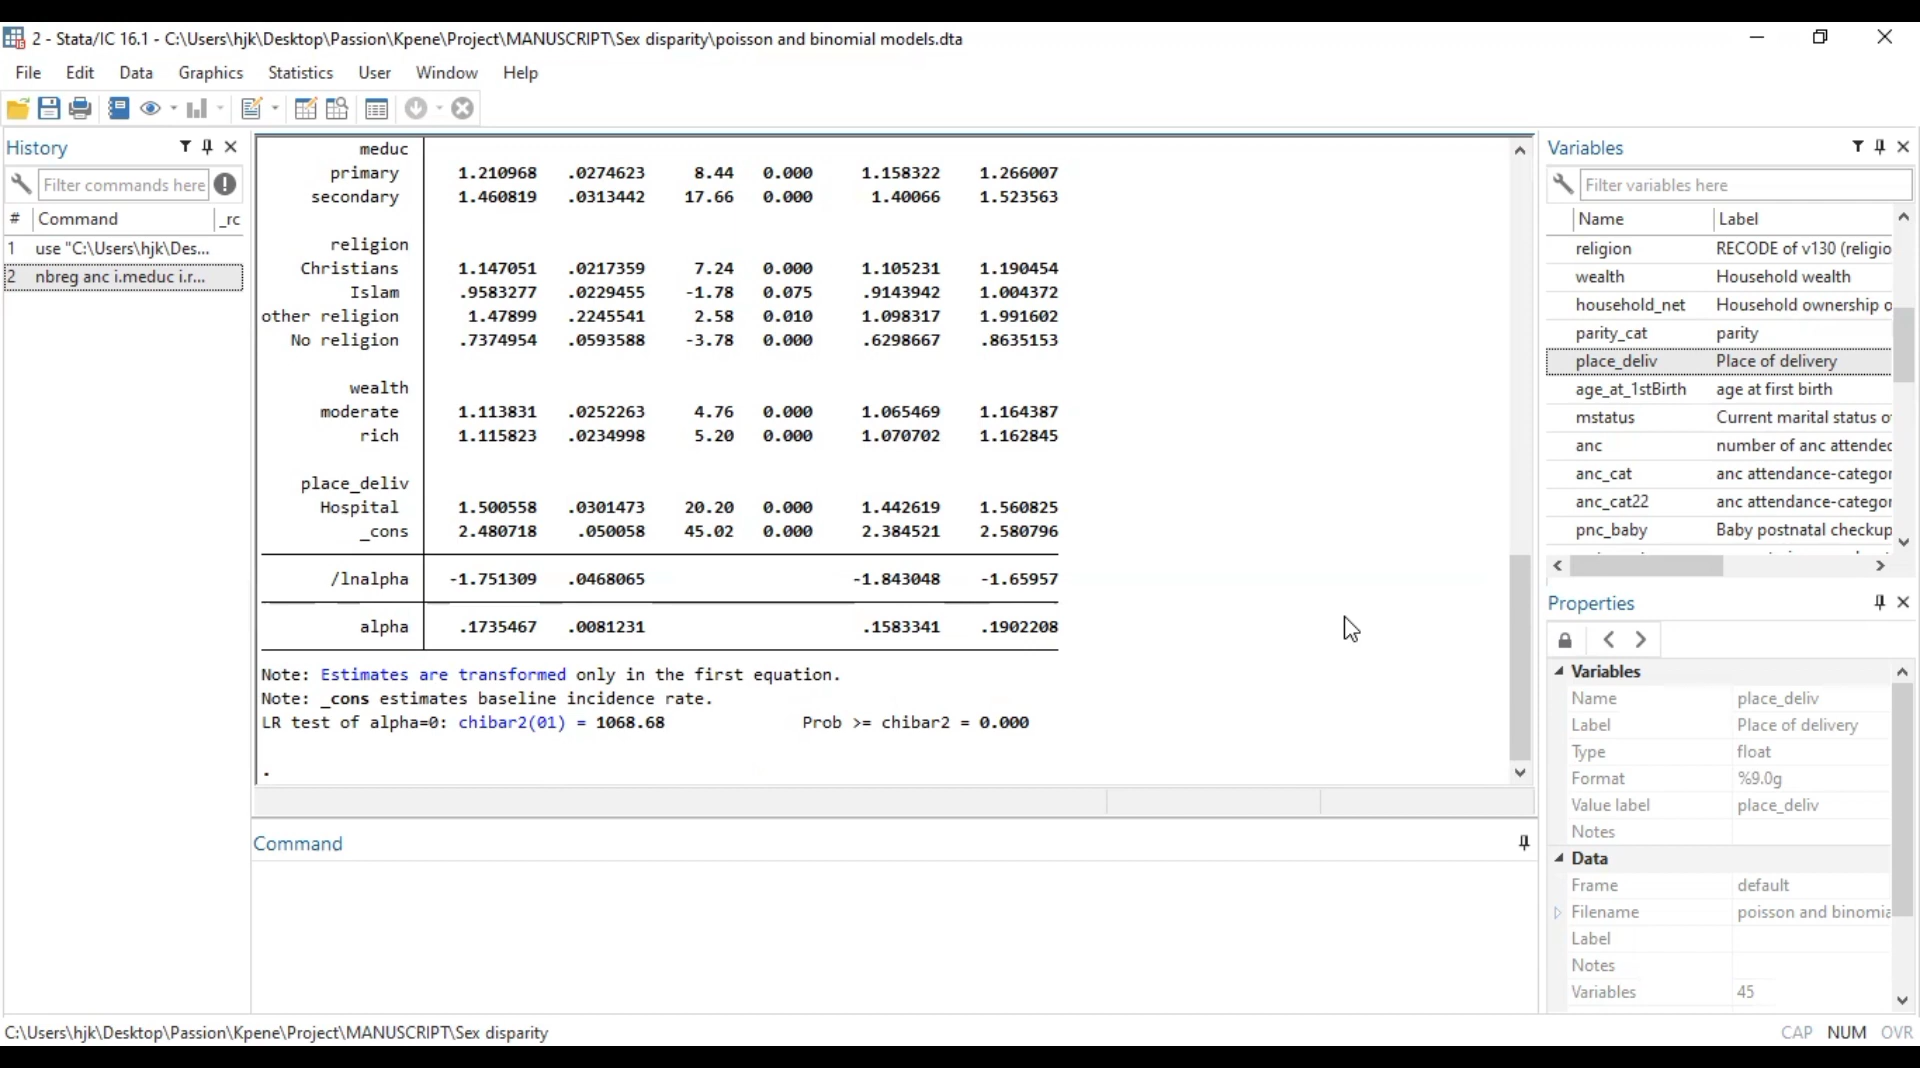 2 - Stata/IC 16.1 - C:\Users\hjk\Desktop\Passion\Kpene\Project\MANUSCRIPT\Sex disparity\poisson and binomial models.dta
File Edit Data Graphics Statistics User Window Help
History
Filter commands here
# Command _rc
1 use "C:\Users\hjk\Des...
2 nbreg anc i.meduc i.r...
meduc
primary 1.210968 .0274623 8.44 0.000 1.158322 1.266007
secondary 1.460819 .0313442 17.66 0.000 1.40066 1.523563
religion
Christians 1.147051 .0217359 7.24 0.000 1.105231 1.190454
Islam .9583277 .0229455 -1.78 0.075 .9143942 1.004372
other religion 1.47899 .2245541 2.58 0.010 1.098317 1.991602
No religion .7374954 .0593588 -3.78 0.000 .6298667 .8635153
wealth
moderate 1.113831 .0252263 4.76 0.000 1.065469 1.164387
rich 1.115823 .0234998 5.20 0.000 1.070702 1.162845
place_deliv
Hospital 1.500558 .0301473 20.20 0.000 1.442619 1.560825
_cons 2.480718 .050058 45.02 0.000 2.384521 2.580796
/lnalpha -1.751309 .0468065 -1.843048 -1.65957
alpha .1735467 .0081231 .1583341 .1902208
Note: Estimates are transformed only in the first equation.
Note: _cons estimates baseline incidence rate.
LR test of alpha=0: chibar2(01) = 1068.68 Prob >= chibar2 = 0.000
.
Command
Variables
Filter variables here
Name Label
religion RECODE of v130 (religio
wealth Household wealth
household_net Household ownership o
parity_cat parity
place_deliv Place of delivery
age_at_1stBirth age at first birth
mstatus Current marital status o
anc number of anc attended
anc_cat anc attendance-categor
anc_cat22 anc attendance-categor
pnc_baby Baby postnatal checkup
Properties
Variables
Name place_deliv
Label Place of delivery
Type float
Format %9.0g
Value label place_deliv
Notes
Data
Frame default
Filename poisson and binomia
Label
Notes
Variables 45
C:\Users\hjk\Desktop\Passion\Kpene\Project\MANUSCRIPT\Sex disparity
CAP NUM OVR